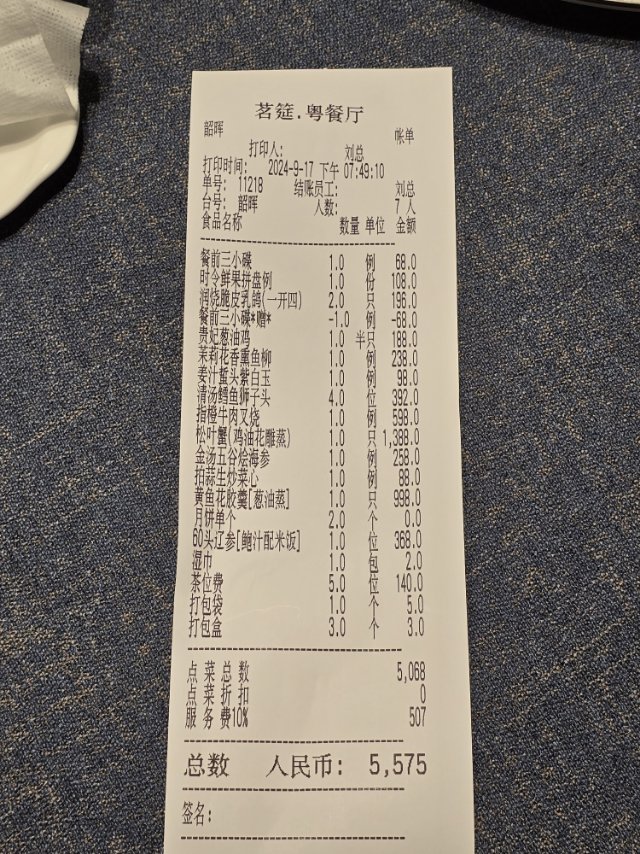 茗筵.粤餐厅
韶晖 帐单
打印人: 刘总
打印时间: 2024-9-17 下午 07:49:10
单号: 11218 结账员工: 刘总
台号: 韶晖 人数: 7 人
食品名称 数量 单位 金额
餐前三小碟 1.0 例 68.0
时令鲜果拼盘例 1.0 份 108.0
润烧脆皮乳鸽(一开四) 2.0 只 196.0
餐前三小碟*赠* -1.0 例 -68.0
贵妃葱油鸡 1.0 半只 188.0
茉莉花香熏鱼柳 1.0 例 238.0
姜汁蜇头紫白玉 1.0 例 98.0
清汤鳕鱼狮子头 4.0 位 392.0
指橙牛肉叉烧 1.0 例 598.0
松叶蟹(鸡油花雕蒸) 1.0 只 1,388.0
金汤五谷烩海参 1.0 例 258.0
拍蒜生炒菜心 1.0 例 88.0
黄鱼花胶羹[葱油蒸] 1.0 只 998.0
月饼单个 2.0 个 0.0
60头辽参[鲍汁配米饭] 1.0 位 368.0
湿巾 1.0 包 2.0
茶位费 5.0 位 140.0
打包袋 1.0 个 5.0
打包盒 3.0 个 3.0
点菜总数 5,068
点菜折扣 0
服务费10% 507
总数 人民币: 5,575
签名: